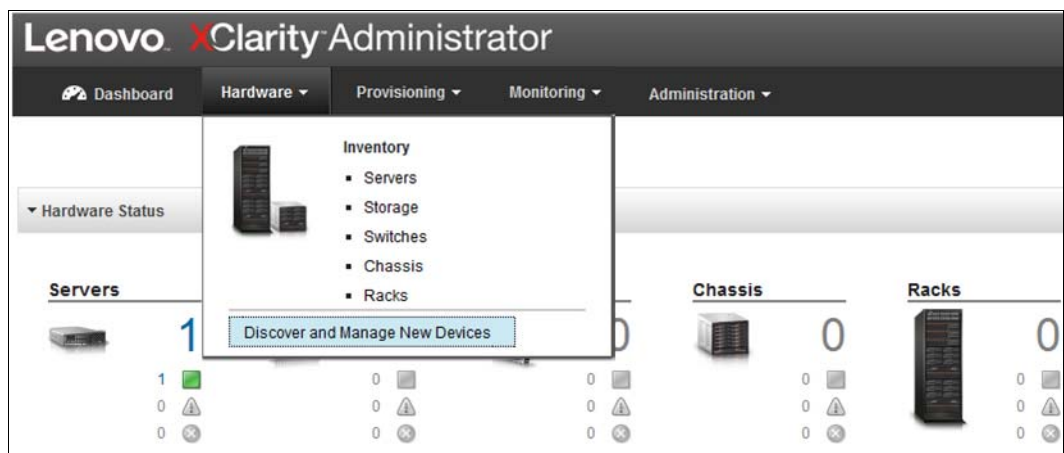 Lenovo. XClarity Administrator
Dashboard Hardware Provisioning Monitoring Administration
Inventory
Servers
Storage
Switches
Chassis
Racks
Discover and Manage New Devices
Hardware Status
Servers Chassis Racks
1 0 0 0
1 0 0 0 0
0 0 0 0 0
0 0 0 0 0